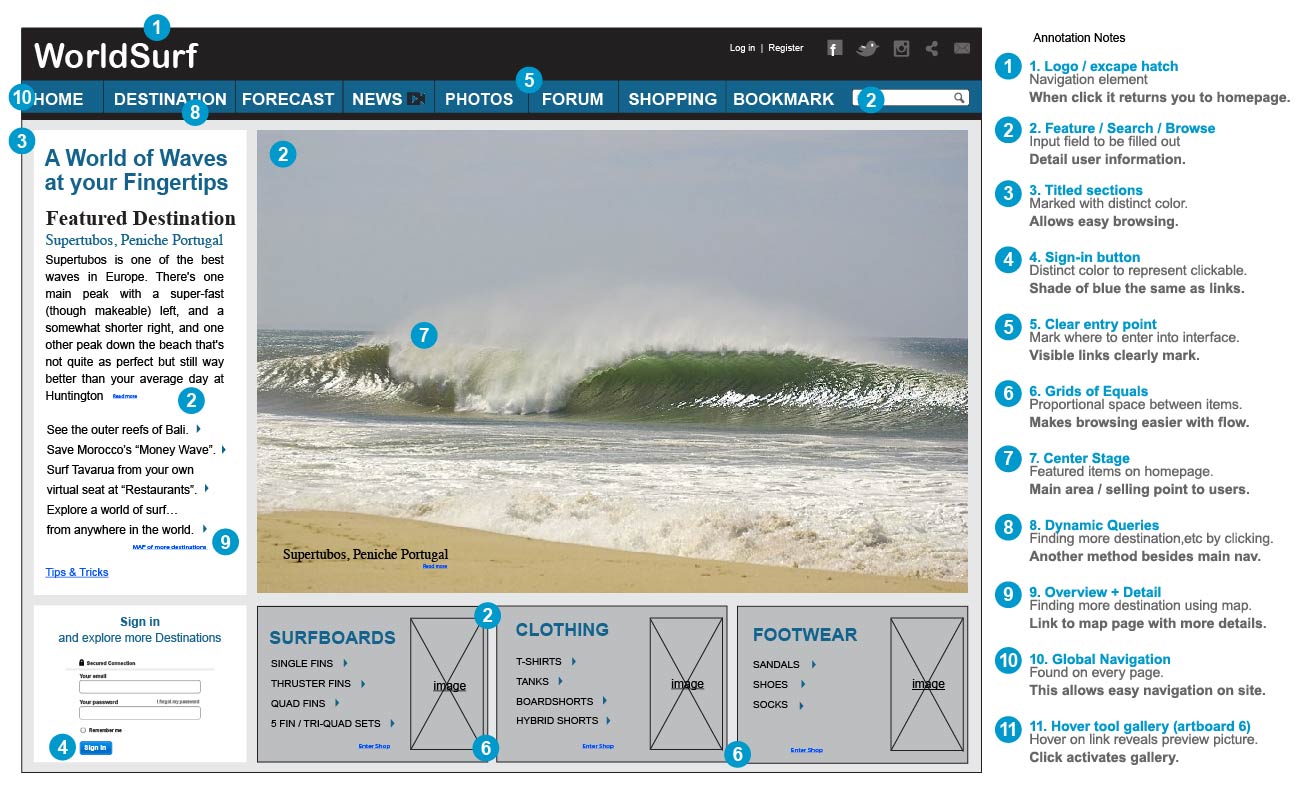 1
WorldSurf
Log in | Register
f
Annotation Notes
10 HOME DESTINATION FORECAST NEWS PHOTOS FORUM SHOPPING BOOKMARK
5
2
8
3
A World of Waves
at your Fingertips
Featured Destination
Supertubos, Peniche Portugal
Supertubos is one of the best
waves in Europe. There's one
main peak with a super-fast
(though makeable) left, and a
somewhat shorter right, and one
other peak down the beach that's
not quite as perfect but still way
better than your average day at
Huntington Read more
2
See the outer reefs of Bali.
Save Morocco's “Money Wave”.
Surf Tavarua from your own
virtual seat at “Restaurants”.
Explore a world of surf…
from anywhere in the world.
9
MAP of more destinations
Tips & Tricks
2
7
Supertubos, Peniche Portugal
Read more
Sign in
and explore more Destinations
Secured Connection
Your email
Your password I forgot my password
Remember me
4 Sign In
SURFBOARDS
SINGLE FINS
THRUSTER FINS
QUAD FINS
5 FIN / TRI-QUAD SETS
Enter Shop
image
2
6
CLOTHING
T-SHIRTS
TANKS
BOARDSHORTS
HYBRID SHORTS
Enter Shop
image
6
FOOTWEAR
SANDALS
SHOES
SOCKS
Enter Shop
image
1
1. Logo / excape hatch
Navigation element
When click it returns you to homepage.
2
2. Feature / Search / Browse
Input field to be filled out
Detail user information.
3
3. Titled sections
Marked with distinct color.
Allows easy browsing.
4
4. Sign-in button
Distinct color to represent clickable.
Shade of blue the same as links.
5
5. Clear entry point
Mark where to enter into interface.
Visible links clearly mark.
6
6. Grids of Equals
Proportional space between items.
Makes browsing easier with flow.
7
7. Center Stage
Featured items on homepage.
Main area / selling point to users.
8
8. Dynamic Queries
Finding more destination,etc by clicking.
Another method besides main nav.
9
9. Overview + Detail
Finding more destination using map.
Link to map page with more details.
10
10. Global Navigation
Found on every page.
This allows easy navigation on site.
11
11. Hover tool gallery (artboard 6)
Hover on link reveals preview picture.
Click activates gallery.